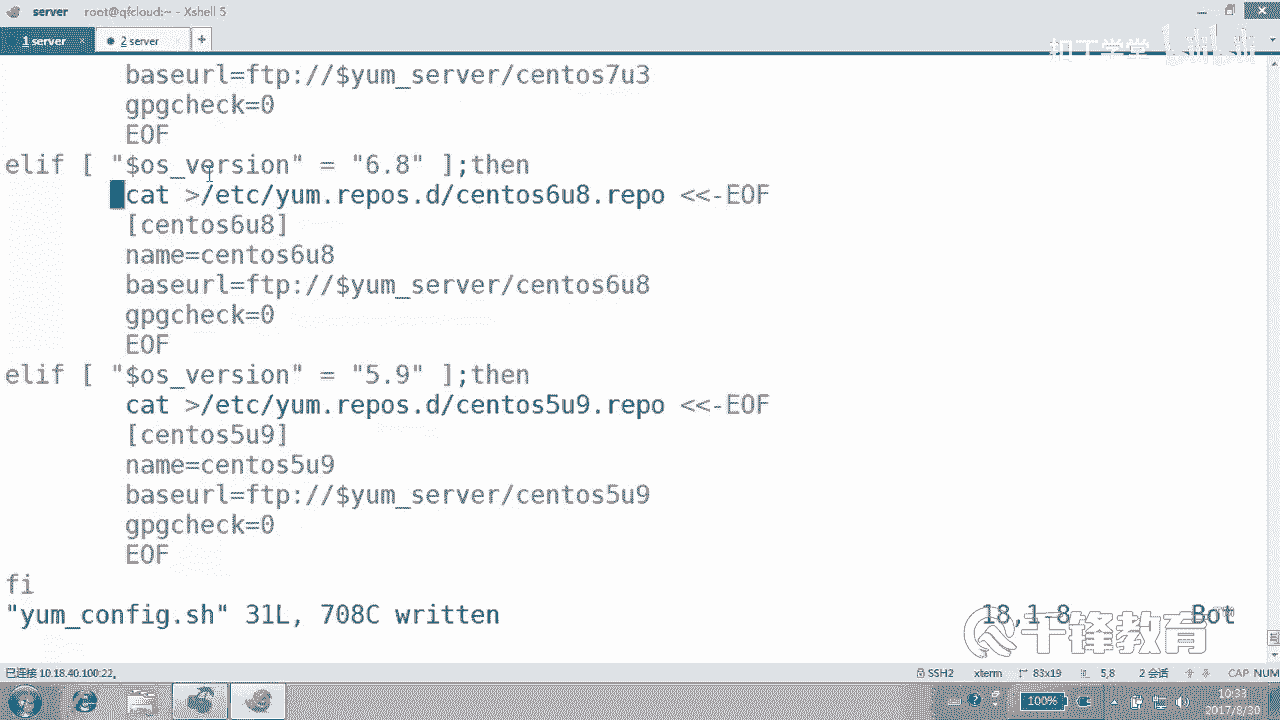 server root@qfcloud:~ - Xshell 5
1 server 2 server +
扣丁学堂 bilibili
baseurl=ftp://$yum_server/centos7u3
gpgcheck=0
EOF
elif [ "$os_version" = "6.8" ];then
cat >/etc/yum.repos.d/centos6u8.repo <<-EOF
[centos6u8]
name=centos6u8
baseurl=ftp://$yum_server/centos6u8
gpgcheck=0
EOF
elif [ "$os_version" = "5.9" ];then
cat >/etc/yum.repos.d/centos5u9.repo <<-EOF
[centos5u9]
name=centos5u9
baseurl=ftp://$yum_server/centos5u9
gpgcheck=0
EOF
fi
"yum_config.sh" 31L, 708C written 18,1-8 Bot
千锋教育
已连接 10.18.40.100:22。 SSH2 xterm 83x19 5,8 2 会话 CAP NUM
100% 10:33
2017/8/30